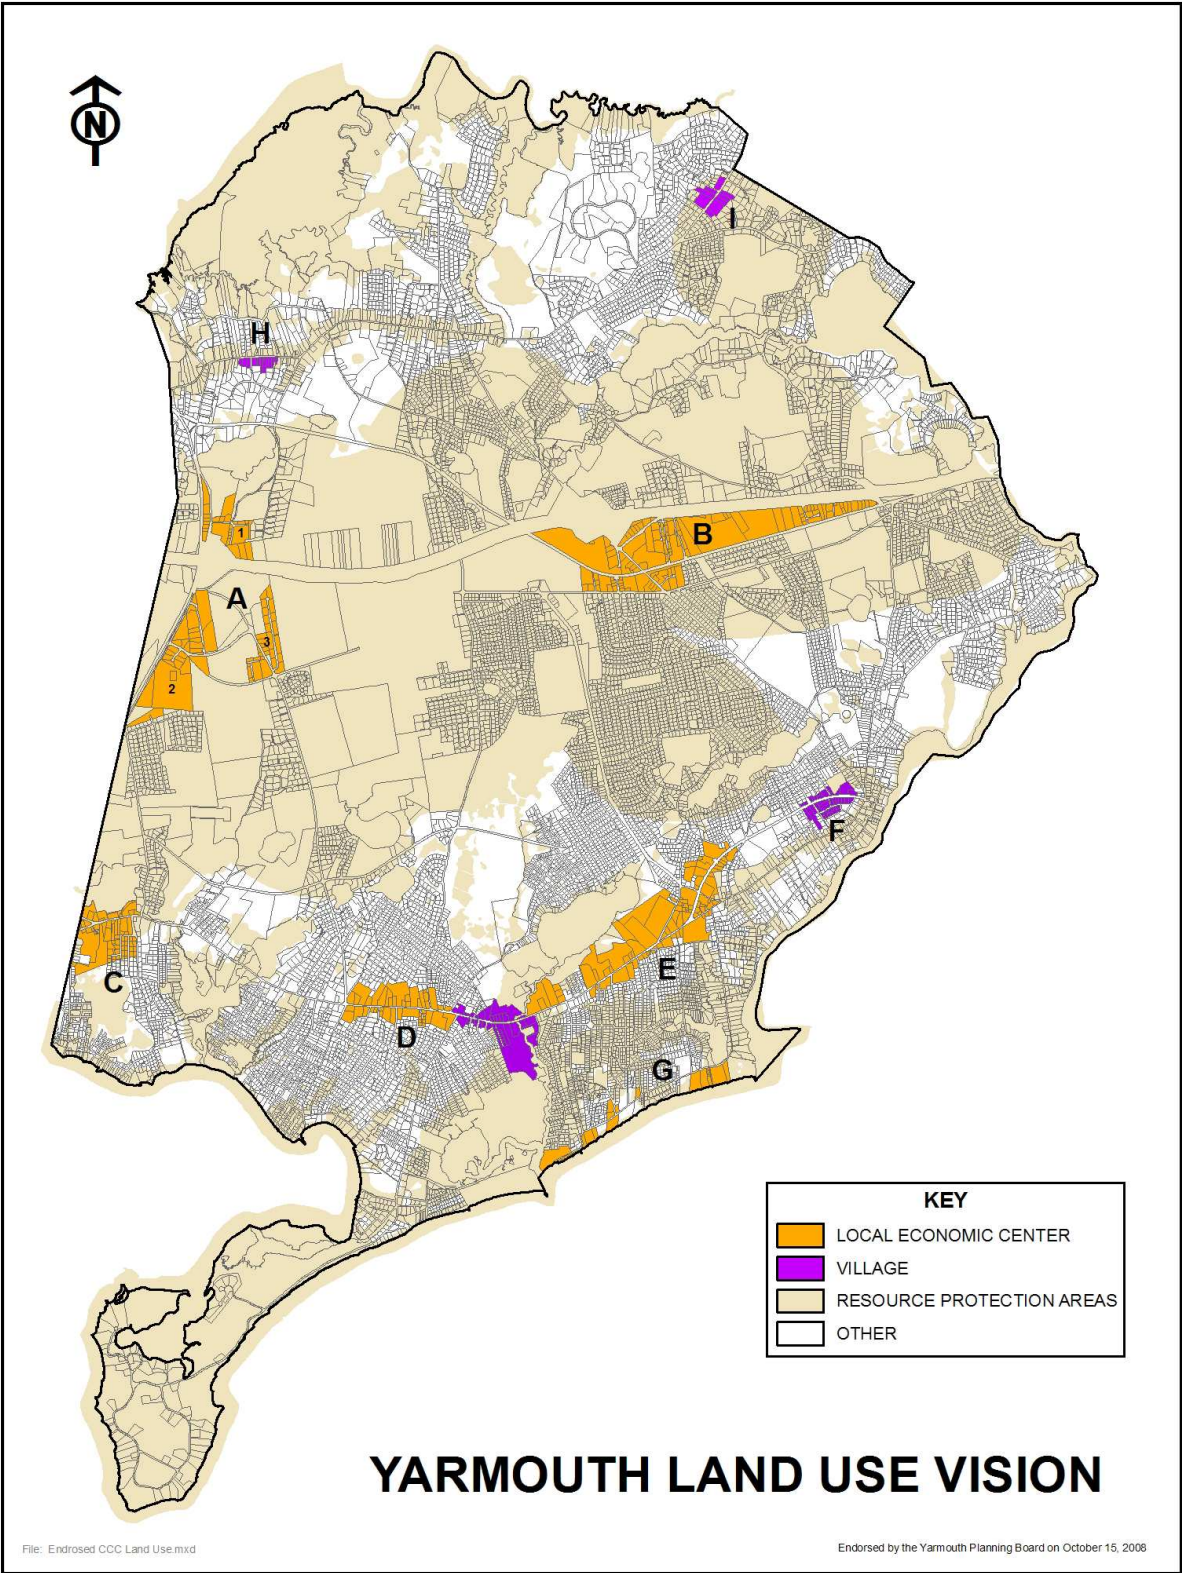 N
I
H
B
1
A
3
2
F
C
E
D
G
KEY
LOCAL ECONOMIC CENTER
VILLAGE
RESOURCE PROTECTION AREAS
OTHER
YARMOUTH LAND USE VISION
File: Endrosed CCC Land Use.mxd
Endorsed by the Yarmouth Planning Board on October 15, 2008